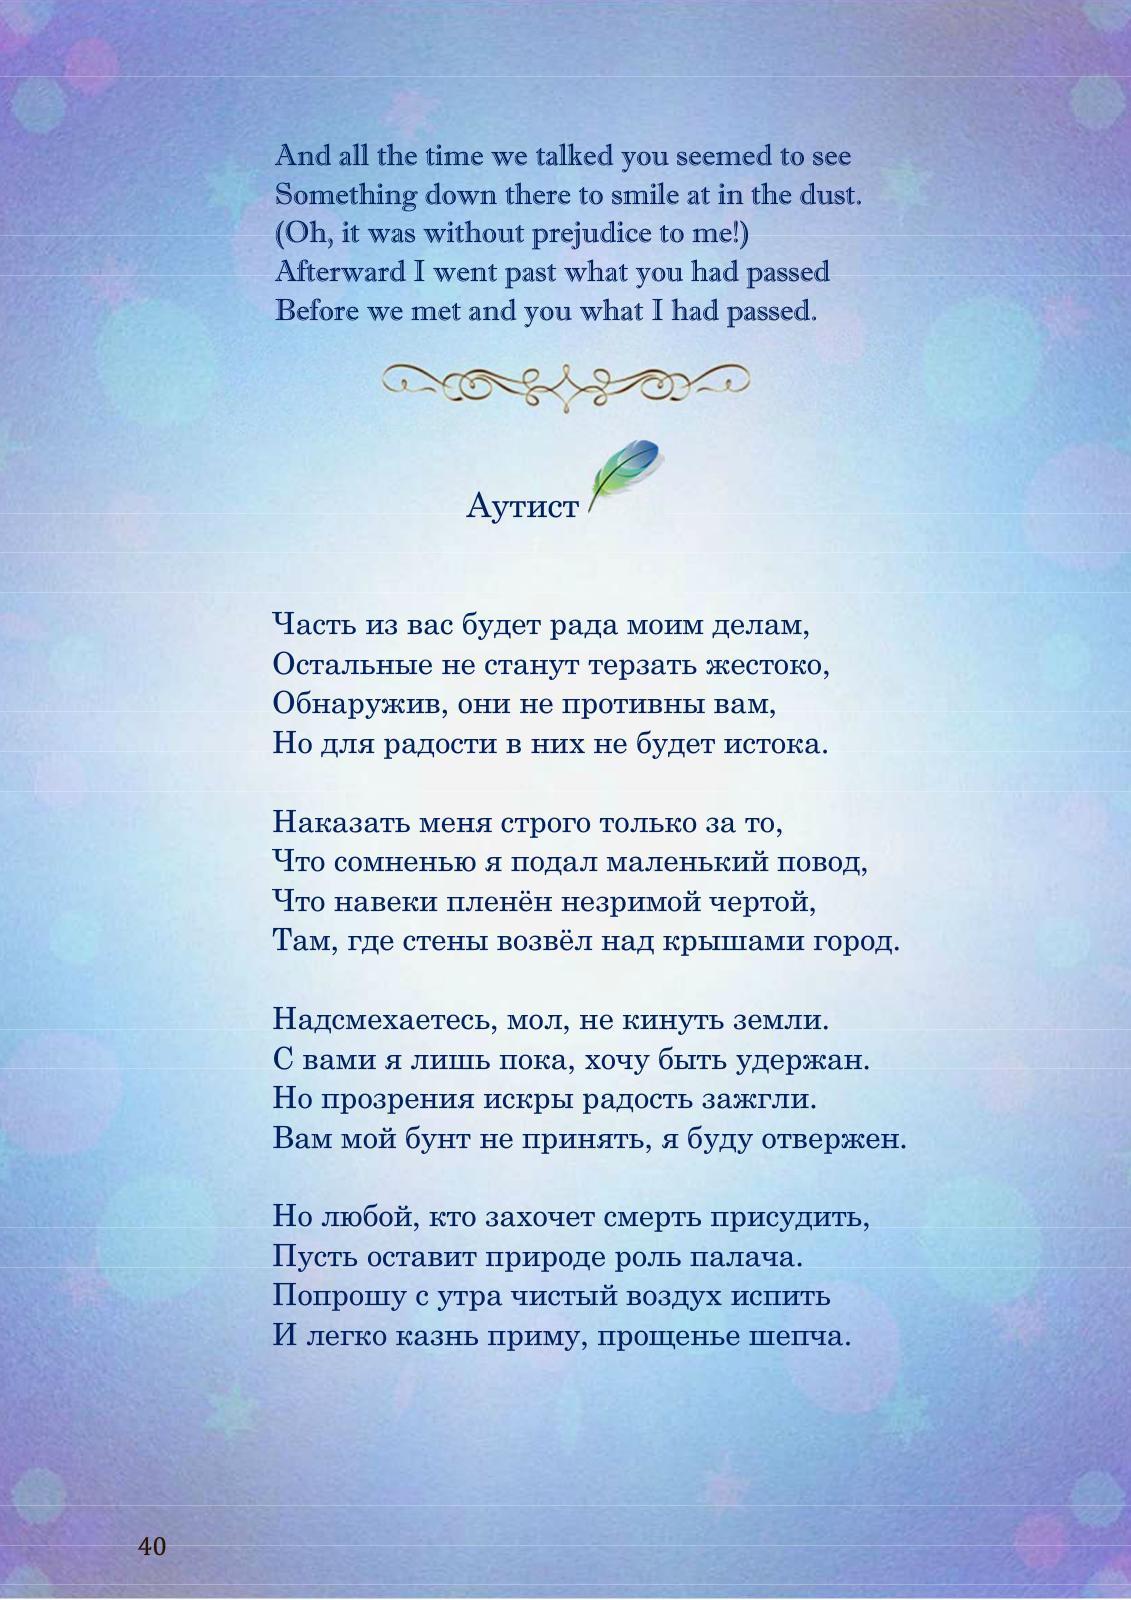 And all the time we talked you seemed to see
Something down there to smile at in the dust.
(Oh, it was without prejudice to me!)
Afterward I went past what you had passed
Before we met and you what I had passed.
Аутист
Часть из вас будет рада моим делам,
Остальные не станут терзать жестоко,
Обнаружив, они не противны вам,
Но для радости в них не будет истока.
Наказать меня строго только за то,
Что сомненью я подал маленький повод,
Что навеки пленён незримой чертой,
Там, где стены возвёл над крышами город.
Надсмехаетесь, мол, не кинуть земли.
С вами я лишь пока, хочу быть удержан.
Но прозрения искры радость зажгли.
Вам мой бунт не принять, я буду отвержен.
Но любой, кто захочет смерть присудить,
Пусть оставит природе роль палача.
Попрошу с утра чистый воздух испить
И легко казнь приму, прощенье шепча.
40